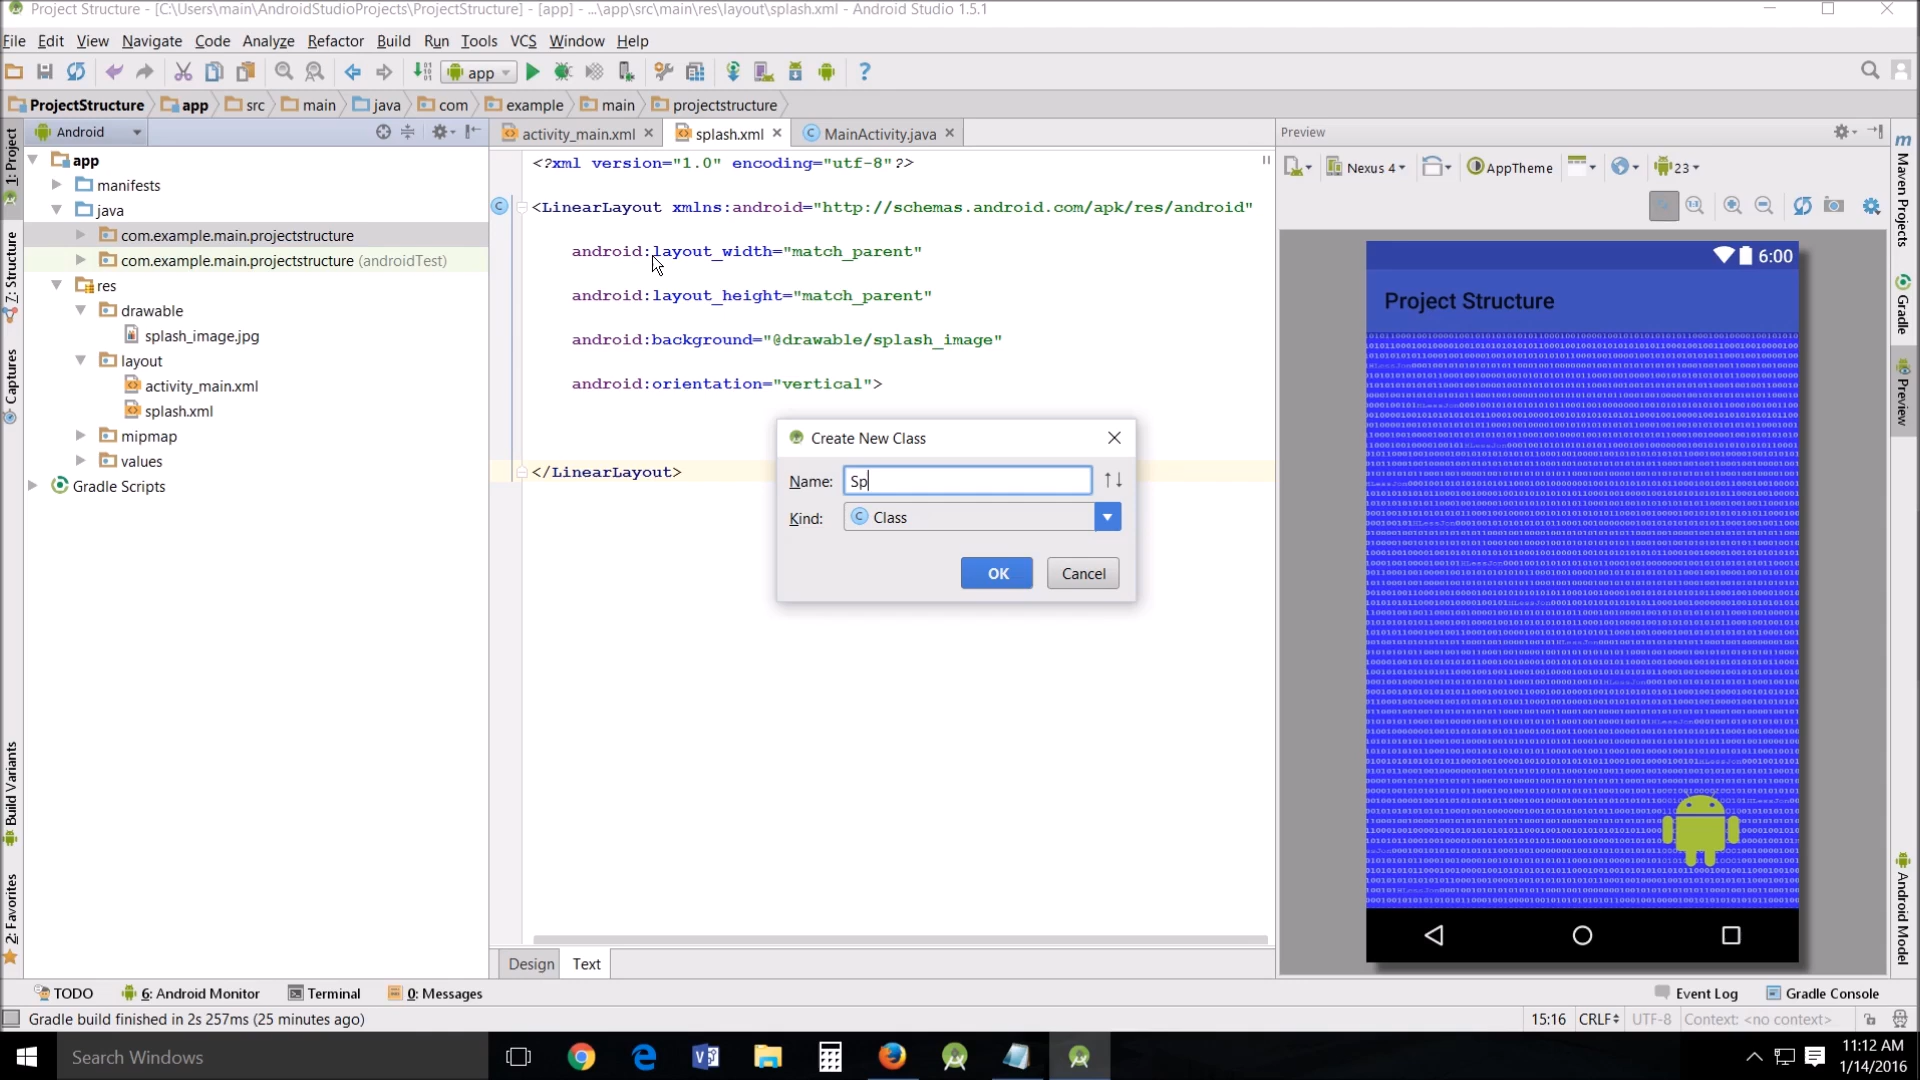 Project Structure - [C:\Users\main\AndroidStudioProjects\ProjectStructure] - [app] - ...\app\src\main\res\layout\splash.xml - Android Studio 1.5.1
File Edit View Navigate Code Analyze Refactor Build Run Tools VCS Window Help
app
ProjectStructure app src main java com example main projectstructure
1: Project
7: Structure
Captures
Build Variants
2: Favorites
Android
app
manifests
java
com.example.main.projectstructure
com.example.main.projectstructure (androidTest)
res
drawable
splash_image.jpg
layout
activity_main.xml
splash.xml
mipmap
values
Gradle Scripts
activity_main.xml splash.xml MainActivity.java
<?xml version="1.0" encoding="utf-8"?>
<LinearLayout xmlns:android="http://schemas.android.com/apk/res/android"
android:layout_width="match_parent"
android:layout_height="match_parent"
android:background="@drawable/splash_image"
android:orientation="vertical">
</LinearLayout>
Create New Class
Name: Sp
Kind: Class
OK Cancel
Design Text
Preview
Nexus 4 AppTheme 23
6:00
Project Structure
Maven Projects
Gradle
Preview
Android Model
TODO 6: Android Monitor Terminal 0: Messages Event Log Gradle Console
Gradle build finished in 2s 257ms (25 minutes ago) 15:16 CRLF UTF-8 Context: <no context>
Search Windows
11:12 AM
1/14/2016